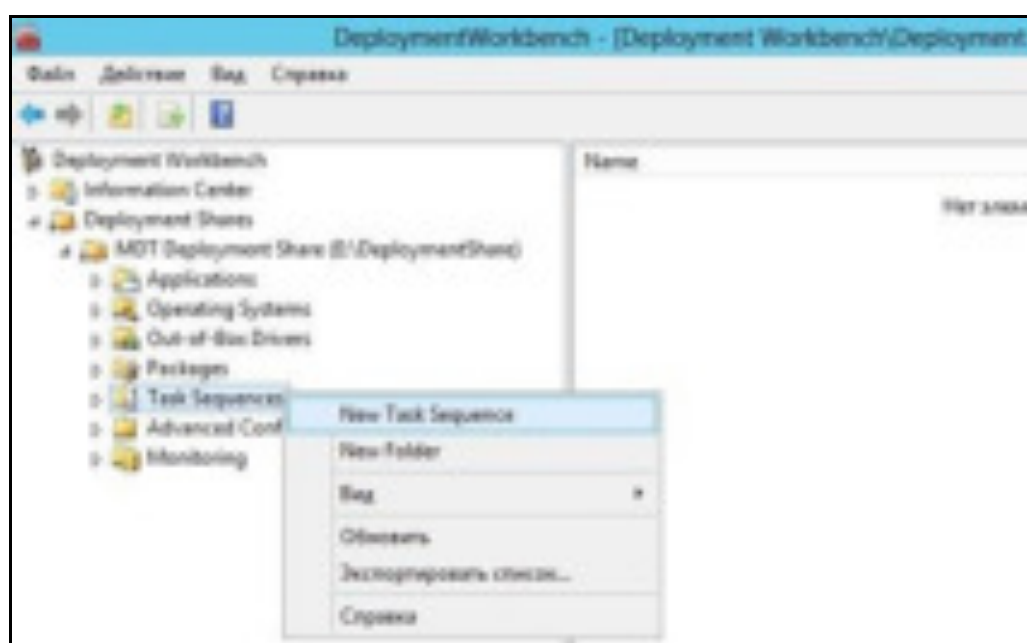 DeploymentWorkbench - [Deployment Workbench\Deployment
Файл Действие Вид Справка
Deployment Workbench
Name
Information Center
Нет
Deployment Shares
MDT Deployment Share (E:\DeploymentShare)
Applications
Operating Systems
Out-of-Box Drivers
Packages
Task Sequences
New Task Sequence
Advanced Conf
New Folder
Monitoring
Вид
Обновить
Экспортировать список...
Справка